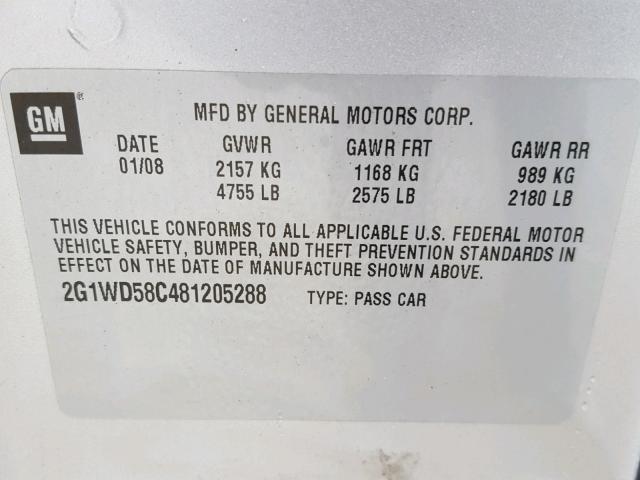 GM®
MFD BY GENERAL MOTORS CORP.
DATE GVWR GAWR FRT GAWR RR
01/08 2157 KG 1168 KG 989 KG
4755 LB 2575 LB 2180 LB
THIS VEHICLE CONFORMS TO ALL APPLICABLE U.S. FEDERAL MOTOR
VEHICLE SAFETY, BUMPER, AND THEFT PREVENTION STANDARDS IN
EFFECT ON THE DATE OF MANUFACTURE SHOWN ABOVE.
2G1WD58C481205288 TYPE: PASS CAR